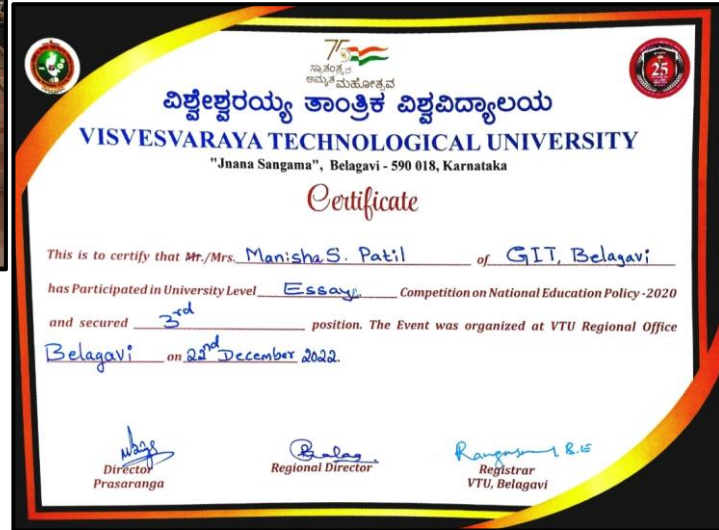 75
ಸ್ವಾತಂತ್ರ್ಯದ
ಅಮೃತ ಮಹೋತ್ಸವ
25
ವಿಶ್ವೇಶ್ವರಯ್ಯ ತಾಂತ್ರಿಕ ವಿಶ್ವವಿದ್ಯಾಲಯ
VISVESVARAYA TECHNOLOGICAL UNIVERSITY
"Jnana Sangama", Belagavi - 590 018, Karnataka
Certificate
This is to certify that Mr./Mrs. Manisha S. Patil of GIT, Belagavi
has Participated in University Level Essay Competition on National Education Policy -2020
and secured 3rd position. The Event was organized at VTU Regional Office
Belagavi on 22nd December 2022.
Director
Prasaranga
Regional Director
Registrar
VTU, Belagavi